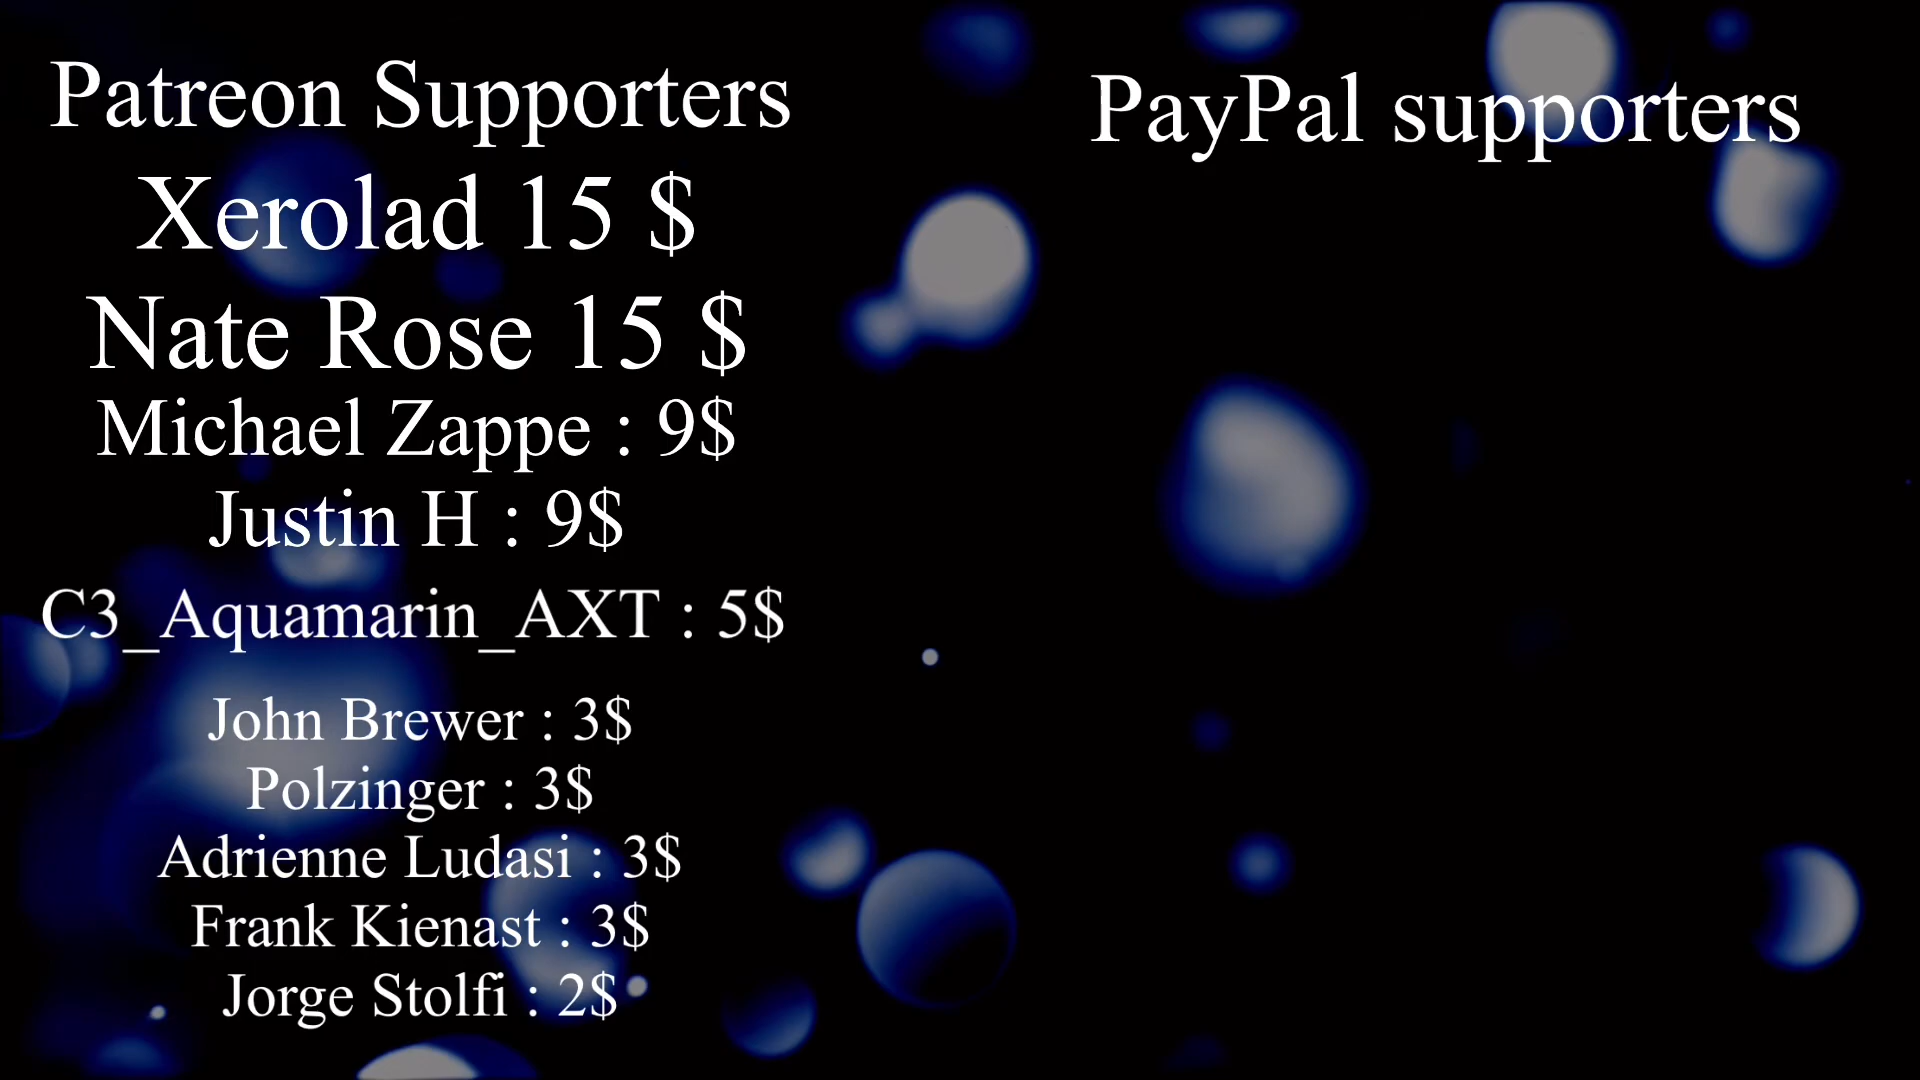 Patreon Supporters
PayPal supporters
Xerolad 15 $
Nate Rose 15 $
Michael Zappe : 9$
Justin H : 9$
C3_Aquamarin_AXT : 5$
John Brewer : 3$
Polzinger : 3$
Adrienne Ludasi : 3$
Frank Kienast : 3$
Jorge Stolfi : 2$